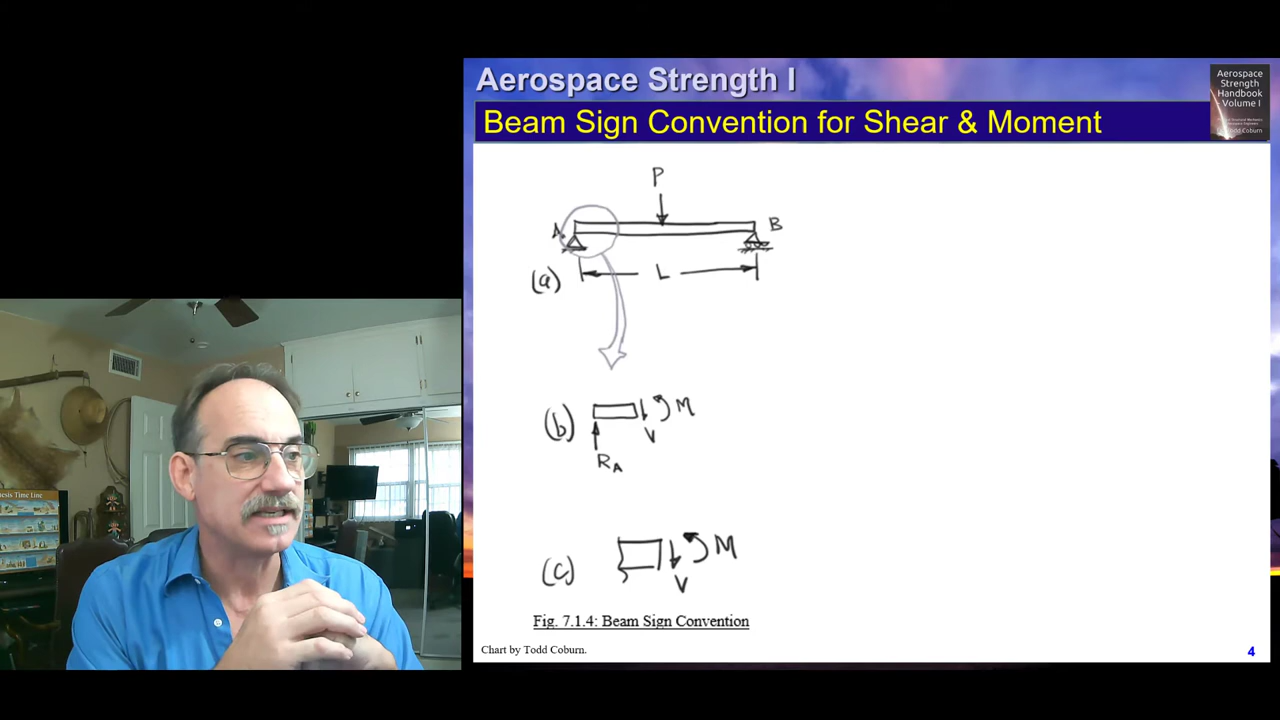 Aerospace Strength I
Beam Sign Convention for Shear & Moment
Aerospace
Strength
Handbook
- Volume I
P
A
B
L
(a)
(b)
M
V
R_A
(c)
M
V
Fig. 7.1.4: Beam Sign Convention
Chart by Todd Coburn.
4